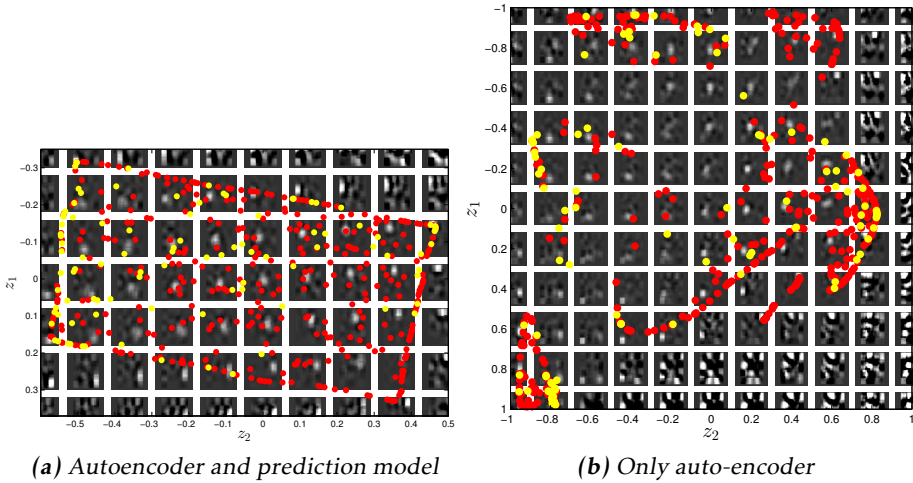 −0.3
−0.2
−0.1
0
0.1
0.2
0.3
z1
−0.5 −0.4 −0.3 −0.2 −0.1 0 0.1 0.2 0.3 0.4 0.5
z2
(a) Autoencoder and prediction model
−1
−0.8
−0.6
−0.4
−0.2
0
0.2
0.4
0.6
0.8
1
z1
−1 −0.8 −0.6 −0.4 −0.2 0 0.2 0.4 0.6 0.8 1
z2
(b) Only auto-encoder